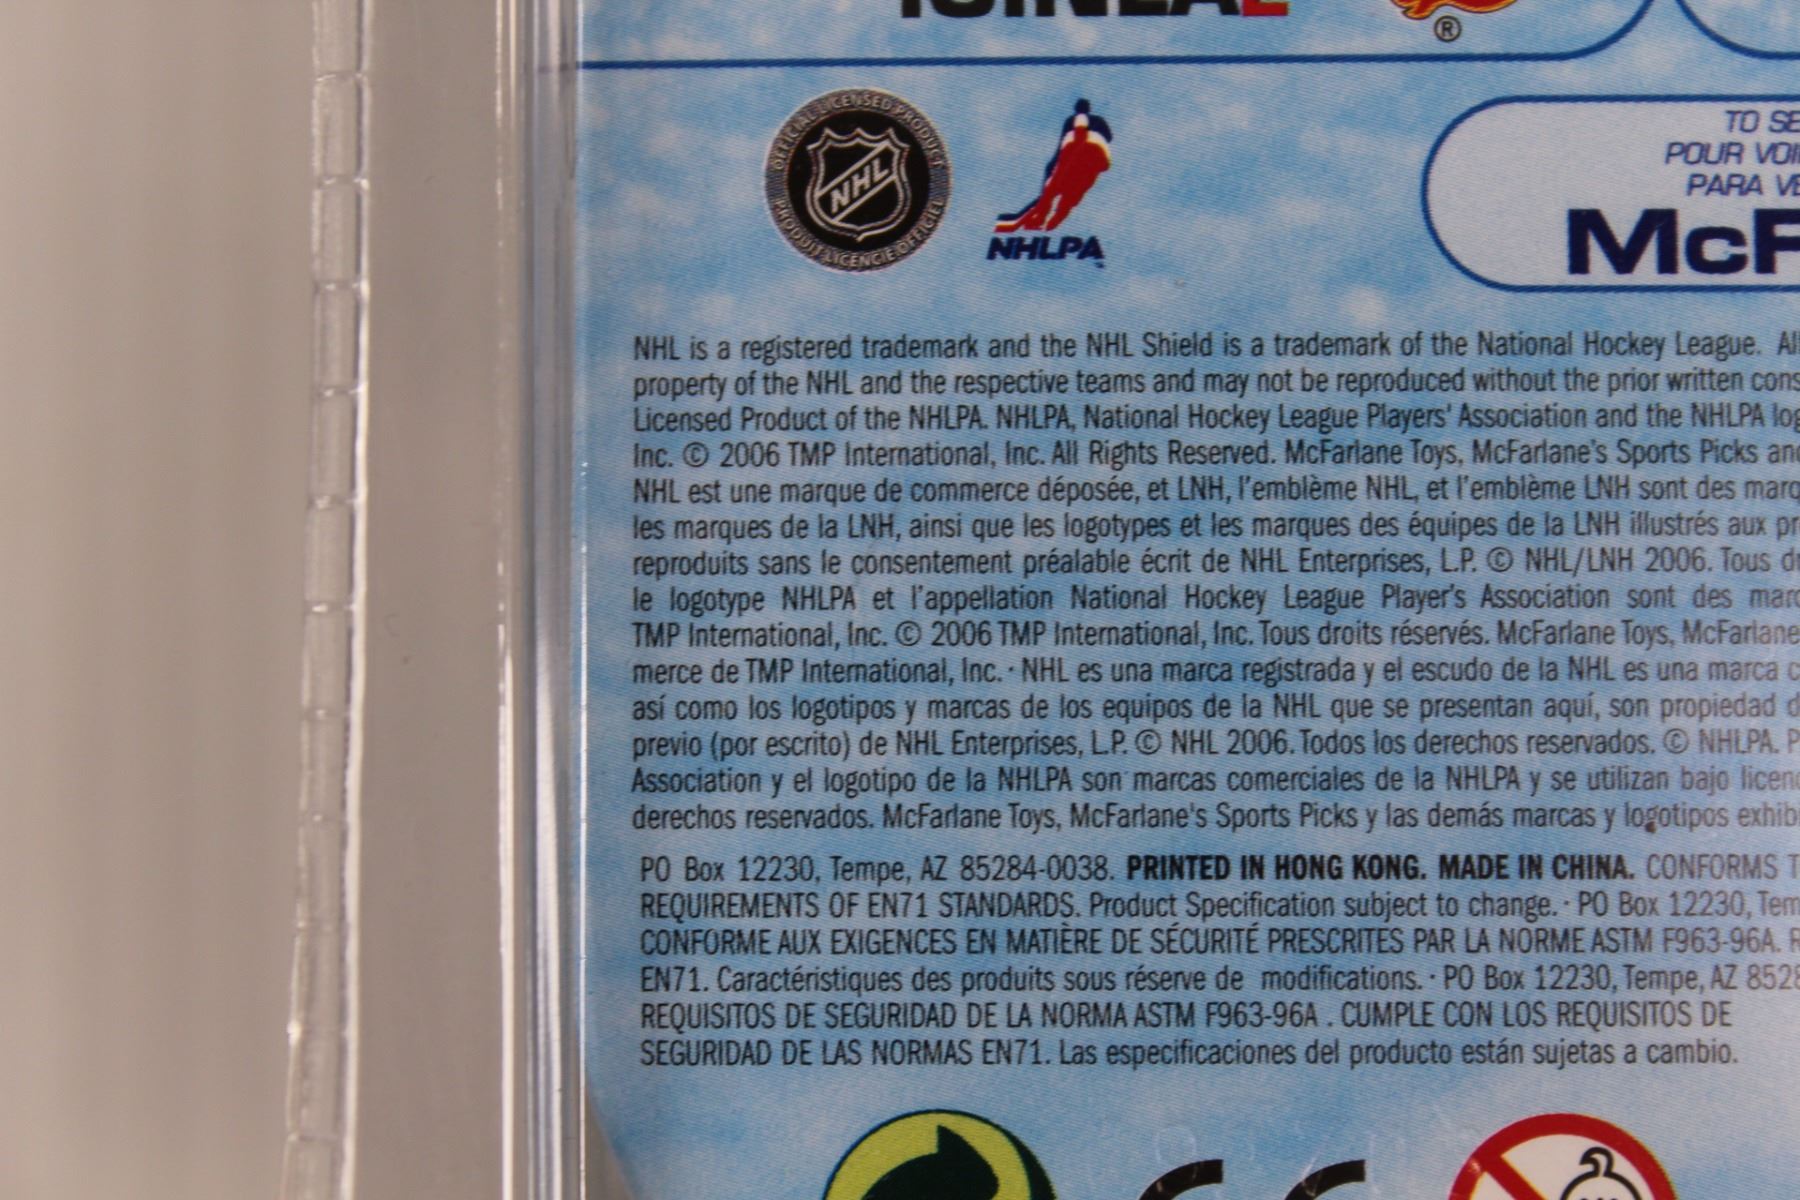 ®
OFFICIAL LICENSED PRODUCT
NHL
PRODUIT LICENCIE OFFICIEL
NHLPA
TO SE
POUR VOI
PARA VE
McF
NHL is a registered trademark and the NHL Shield is a trademark of the National Hockey League. All
property of the NHL and the respective teams and may not be reproduced without the prior written cons
Licensed Product of the NHLPA. NHLPA, National Hockey League Players' Association and the NHLPA log
Inc. © 2006 TMP International, Inc. All Rights Reserved. McFarlane Toys, McFarlane's Sports Picks and
NHL est une marque de commerce déposée, et LNH, l'emblème NHL, et l'emblème LNH sont des marq
les marques de la LNH, ainsi que les logotypes et les marques des équipes de la LNH illustrés aux pr
reproduits sans le consentement préalable écrit de NHL Enterprises, L.P. © NHL/LNH 2006. Tous dr
le logotype NHLPA et l'appellation National Hockey League Player's Association sont des marq
TMP International, Inc. © 2006 TMP International, Inc. Tous droits réservés. McFarlane Toys, McFarlane
merce de TMP International, Inc. · NHL es una marca registrada y el escudo de la NHL es una marca c
así como los logotipos y marcas de los equipos de la NHL que se presentan aquí, son propiedad d
previo (por escrito) de NHL Enterprises, L.P. © NHL 2006. Todos los derechos reservados. © NHLPA. P
Association y el logotipo de la NHLPA son marcas comerciales de la NHLPA y se utilizan bajo licenc
derechos reservados. McFarlane Toys, McFarlane's Sports Picks y las demás marcas y logotipos exhib
PO Box 12230, Tempe, AZ 85284-0038. PRINTED IN HONG KONG. MADE IN CHINA. CONFORMS T
REQUIREMENTS OF EN71 STANDARDS. Product Specification subject to change. · PO Box 12230, Tem
CONFORME AUX EXIGENCES EN MATIÈRE DE SÉCURITÉ PRESCRITES PAR LA NORME ASTM F963-96A. R
EN71. Caractéristiques des produits sous réserve de modifications. · PO Box 12230, Tempe, AZ 8528
REQUISITOS DE SEGURIDAD DE LA NORMA ASTM F963-96A . CUMPLE CON LOS REQUISITOS DE
SEGURIDAD DE LAS NORMAS EN71. Las especificaciones del producto están sujetas a cambio.
CE